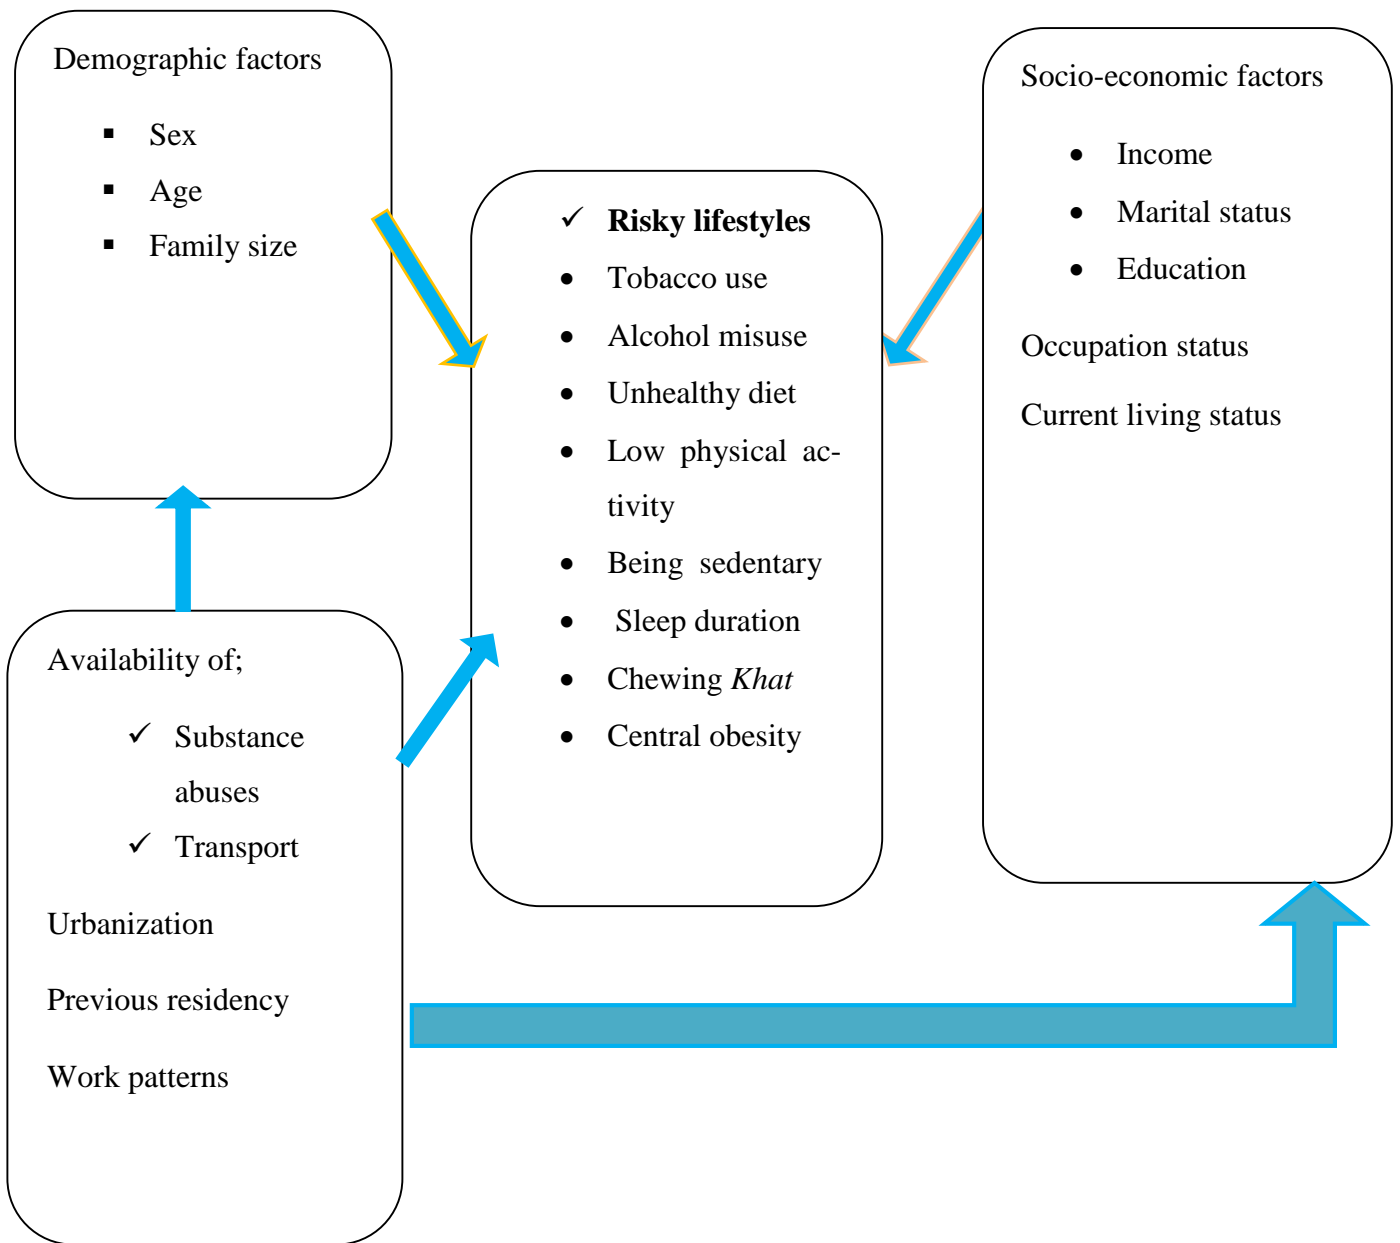 Demographic factors
▪ Sex
▪ Age
▪ Family size
✓ Risky lifestyles
• Tobacco use
• Alcohol misuse
• Unhealthy diet
• Low physical ac-
tivity
• Being sedentary
• Sleep duration
• Chewing Khat
• Central obesity
Socio-economic factors
• Income
• Marital status
• Education
Occupation status
Current living status
Availability of;
✓ Substance
abuses
✓ Transport
Urbanization
Previous residency
Work patterns